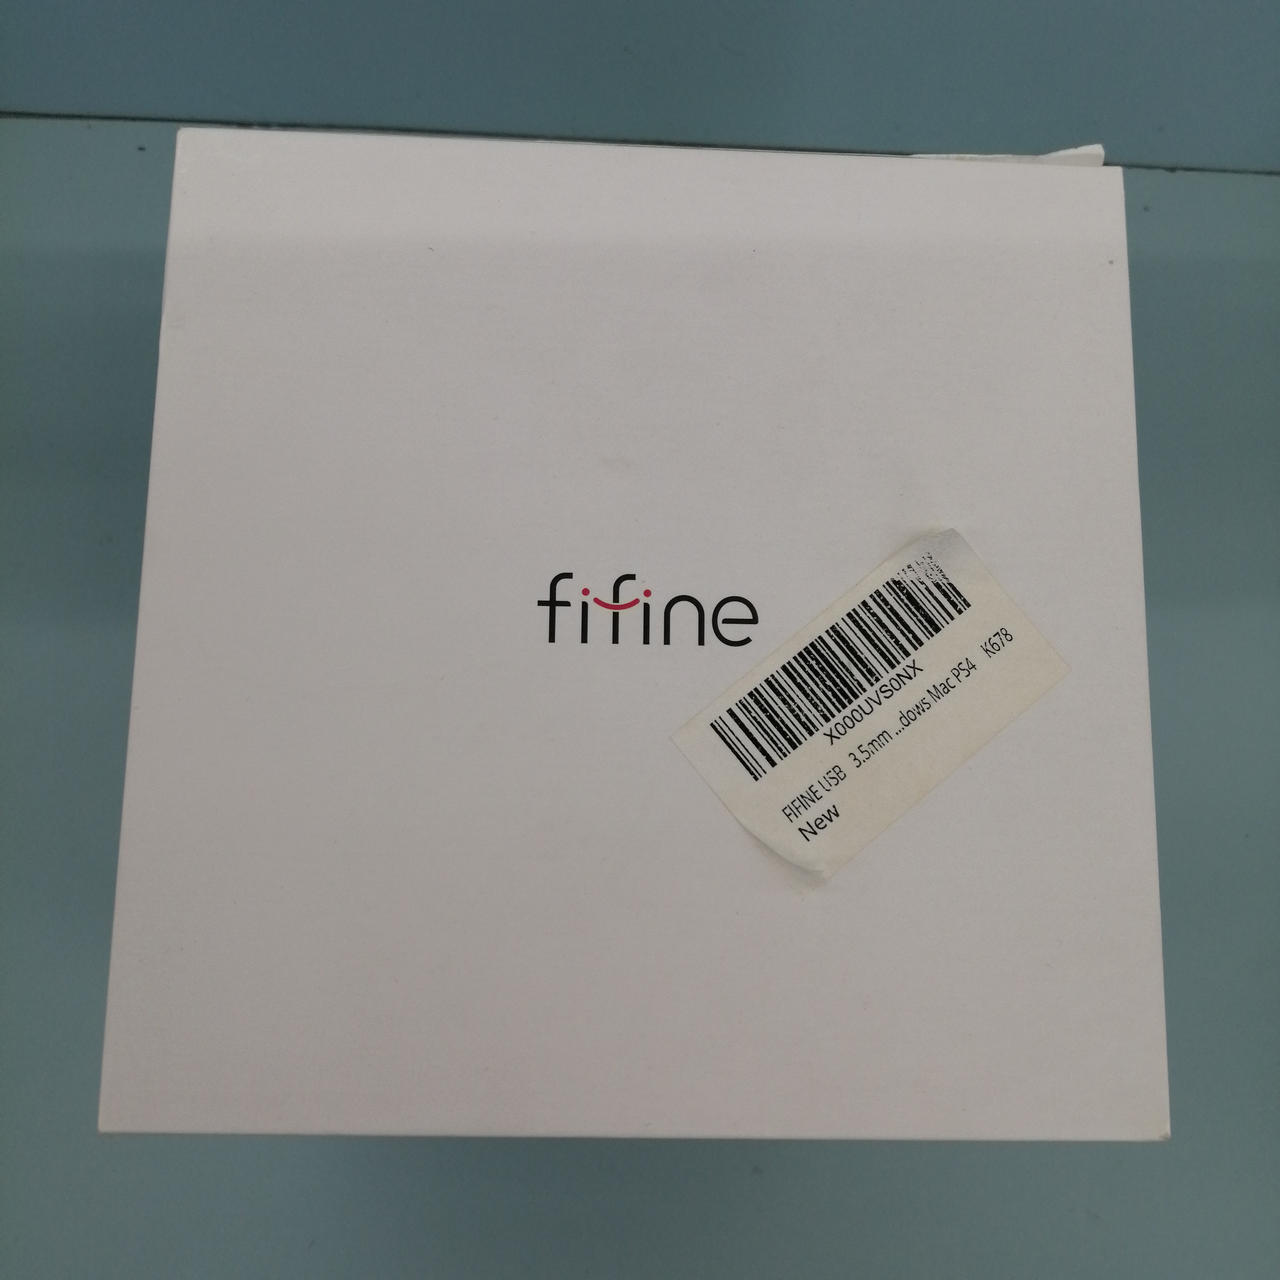 fifine
X000UVS0NX
FIFINE USB 3.5mm ...dows Mac PS4 K678
New